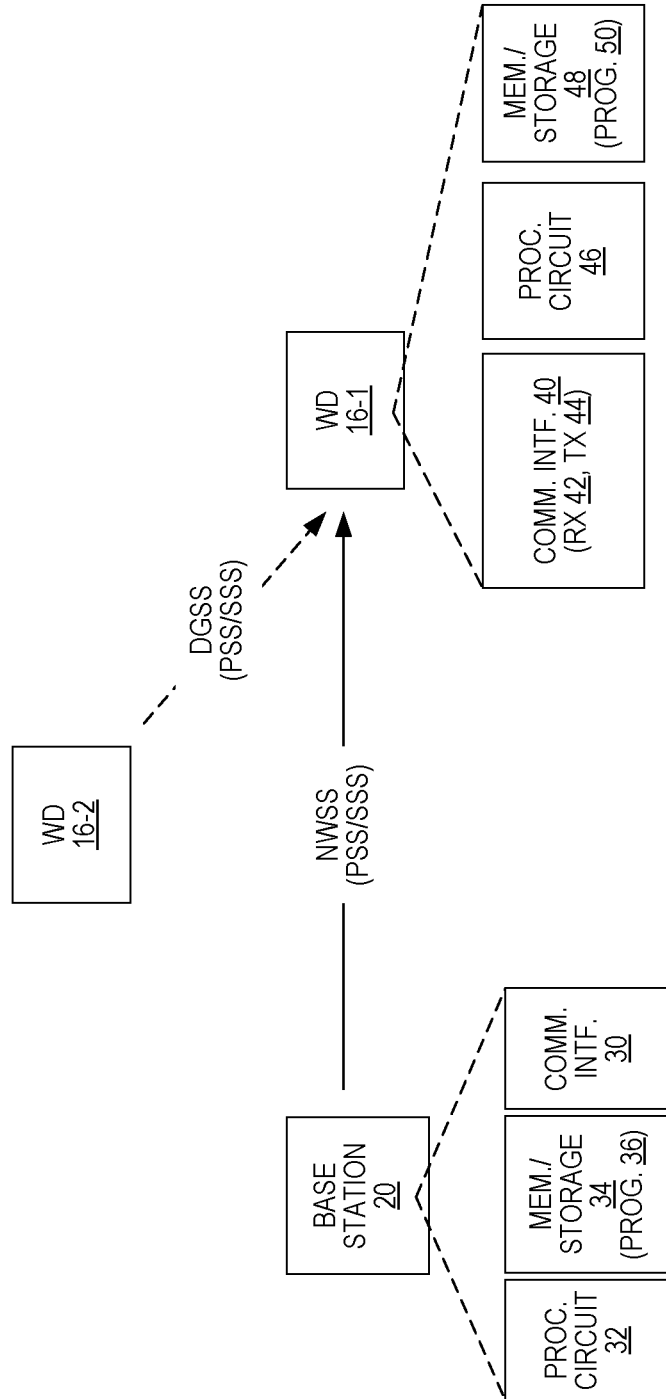 WD
16-2
DGSS
(PSS/SSS)
NWSS
(PSS/SSS)
BASE
STATION
20
WD
16-1
PROC.
CIRCUIT
32
MEM./
STORAGE
34
(PROG. 36)
COMM.
INTF.
30
COMM. INTF. 40
(RX 42, TX 44)
PROC.
CIRCUIT
46
MEM./
STORAGE
48
(PROG. 50)